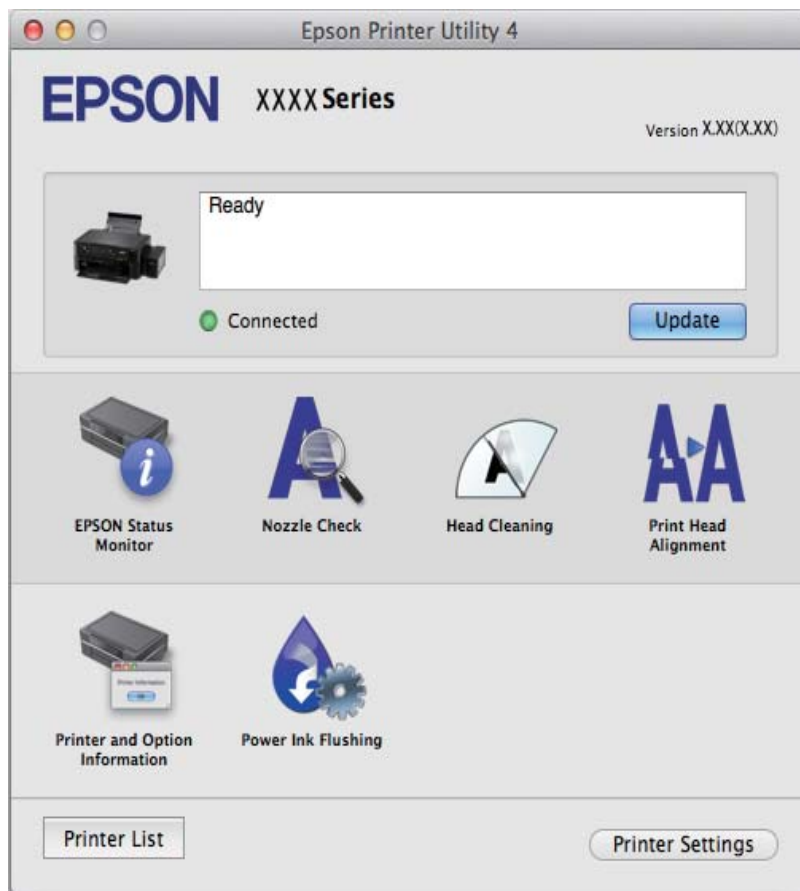 Epson Printer Utility 4
EPSON XXXX Series
Version X.XX(X.XX)
Ready
Connected
Update
EPSON Status
Monitor
Nozzle Check
Head Cleaning
Print Head
Alignment
Printer and Option
Information
Power Ink Flushing
Printer List
Printer Settings